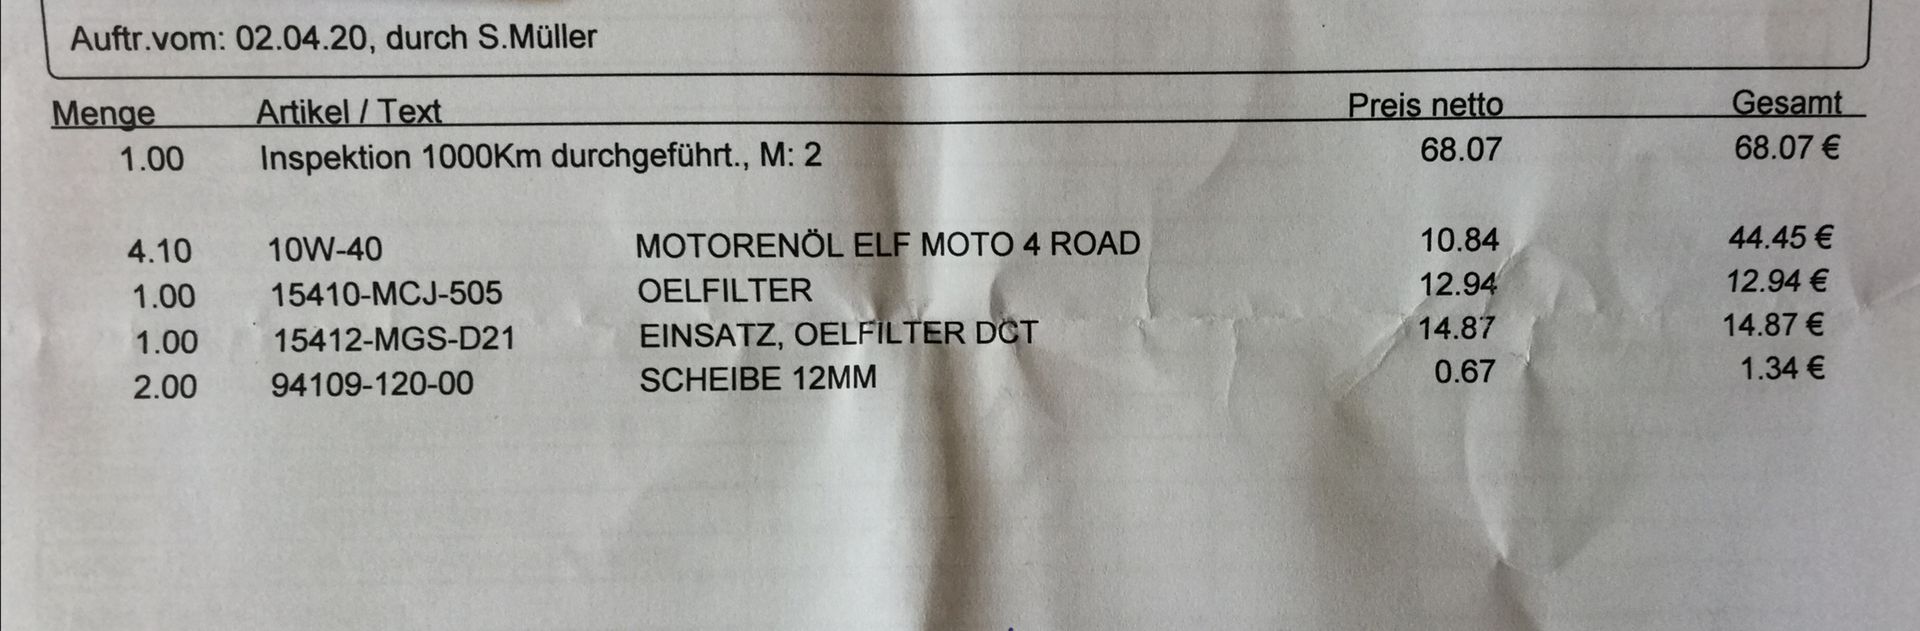 Auftr.vom: 02.04.20, durch S.Müller
Menge Artikel / Text Preis netto Gesamt
1.00 Inspektion 1000Km durchgeführt., M: 2 68.07 68.07 €
4.10 10W-40 MOTORENÖL ELF MOTO 4 ROAD 10.84 44.45 €
1.00 15410-MCJ-505 OELFILTER 12.94 12.94 €
1.00 15412-MGS-D21 EINSATZ, OELFILTER DCT 14.87 14.87 €
2.00 94109-120-00 SCHEIBE 12MM 0.67 1.34 €